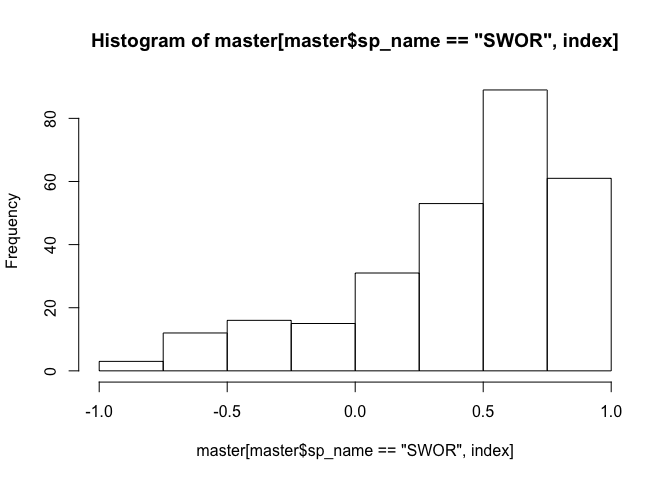 Histogram of master[master$sp_name == "SWOR", index]
Frequency
80
60
40
20
0
-1.0 -0.5 0.0 0.5 1.0
master[master$sp_name == "SWOR", index]